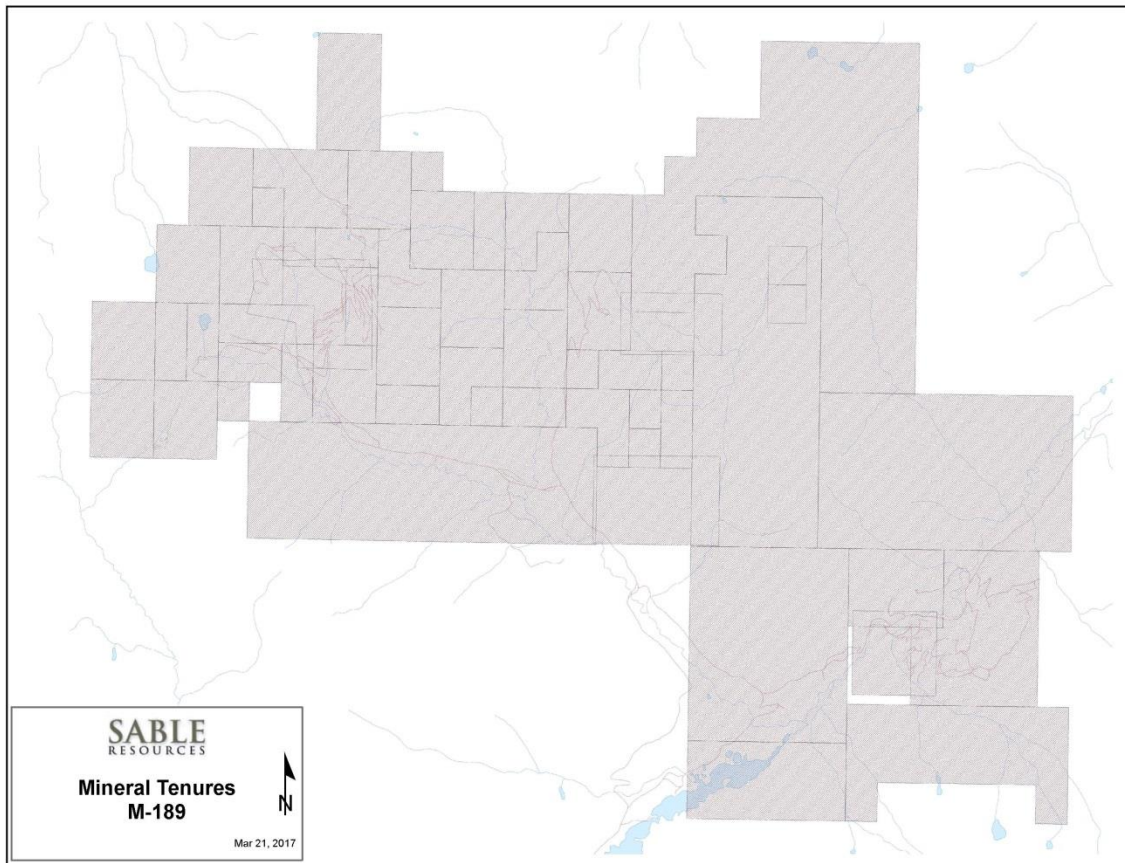 SABLE
RESOURCES
Mineral Tenures
M-189
N
Mar 21, 2017